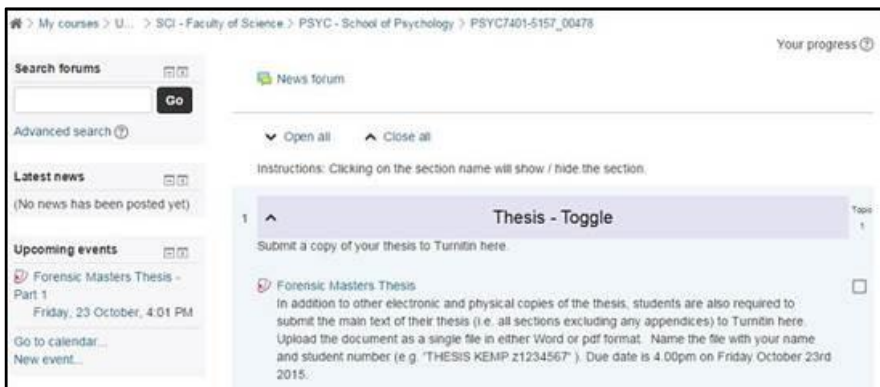 > My courses > U... > SCI - Faculty of Science > PSYC - School of Psychology > PSYC7401-5157_00478
Your progress
Search forums
Go
Advanced search
Latest news
(No news has been posted yet)
Upcoming events
Forensic Masters Thesis -
Part 1
Friday, 23 October, 4:01 PM
Go to calendar...
New event...
News forum
Open all Close all
Instructions: Clicking on the section name will show / hide the section.
1 Thesis - Toggle
Topic
1
Submit a copy of your thesis to Turnitin here.
Forensic Masters Thesis
In addition to other electronic and physical copies of the thesis, students are also required to
submit the main text of their thesis (i.e. all sections excluding any appendices) to Turnitin here.
Upload the document as a single file in either Word or pdf format. Name the file with your name
and student number (e.g. "THESIS KEMP z1234567" ). Due date is 4.00pm on Friday October 23rd
2015.